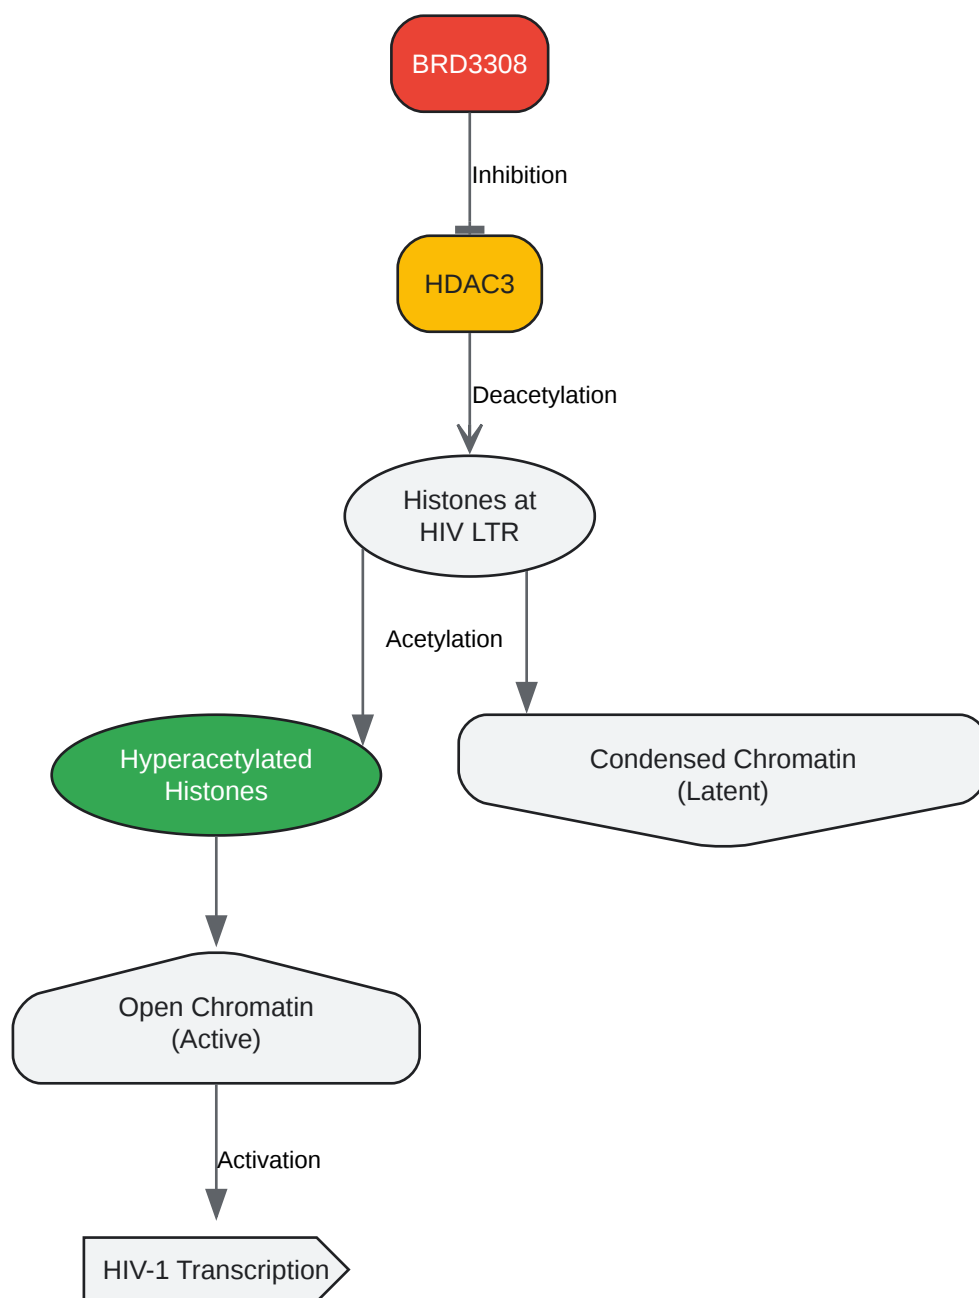 BRD3308
Inhibition
HDAC3
Deacetylation
Histones at
HIV LTR
Acetylation
Hyperacetylated
Histones
Condensed Chromatin
(Latent)
Open Chromatin
(Active)
Activation
HIV-1 Transcription